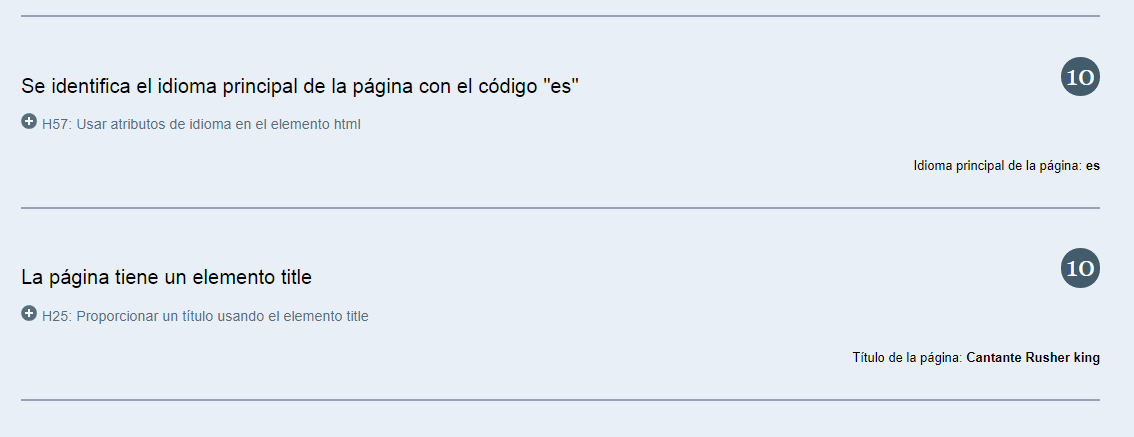 Se identifica el idioma principal de la página con el código "es"
10
H57: Usar atributos de idioma en el elemento html
Idioma principal de la página: es
La página tiene un elemento title
10
H25: Proporcionar un título usando el elemento title
Título de la página: Cantante Rusher king